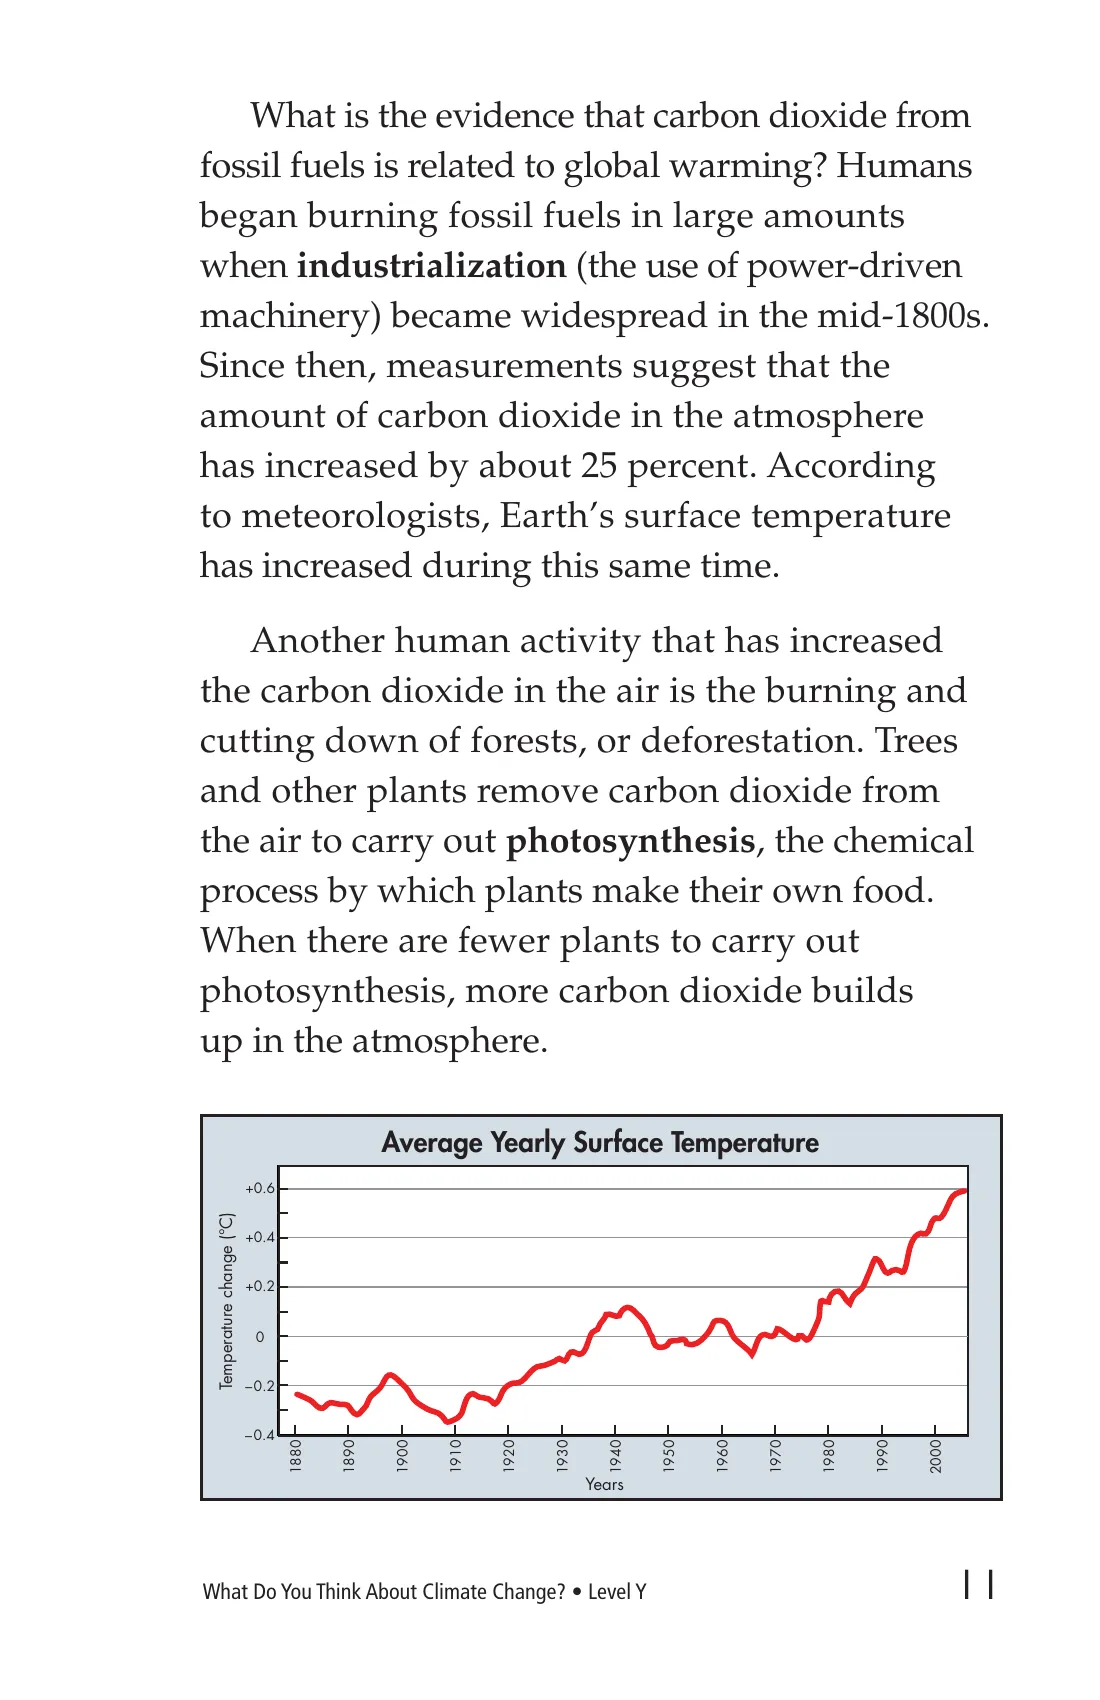 What is the evidence that carbon dioxide from
fossil fuels is related to global warming? Humans
began burning fossil fuels in large amounts
when industrialization (the use of power-driven
machinery) became widespread in the mid-1800s.
Since then, measurements suggest that the
amount of carbon dioxide in the atmosphere
has increased by about 25 percent. According
to meteorologists, Earth’s surface temperature
has increased during this same time.
Another human activity that has increased
the carbon dioxide in the air is the burning and
cutting down of forests, or deforestation. Trees
and other plants remove carbon dioxide from
the air to carry out photosynthesis, the chemical
process by which plants make their own food.
When there are fewer plants to carry out
photosynthesis, more carbon dioxide builds
up in the atmosphere.
Average Yearly Surface Temperature
Temperature change (°C)
+0.6
+0.4
+0.2
0
–0.2
–0.4
1880 1890 1900 1910 1920 1930 1940 1950 1960 1970 1980 1990 2000
Years
What Do You Think About Climate Change? • Level Y 11